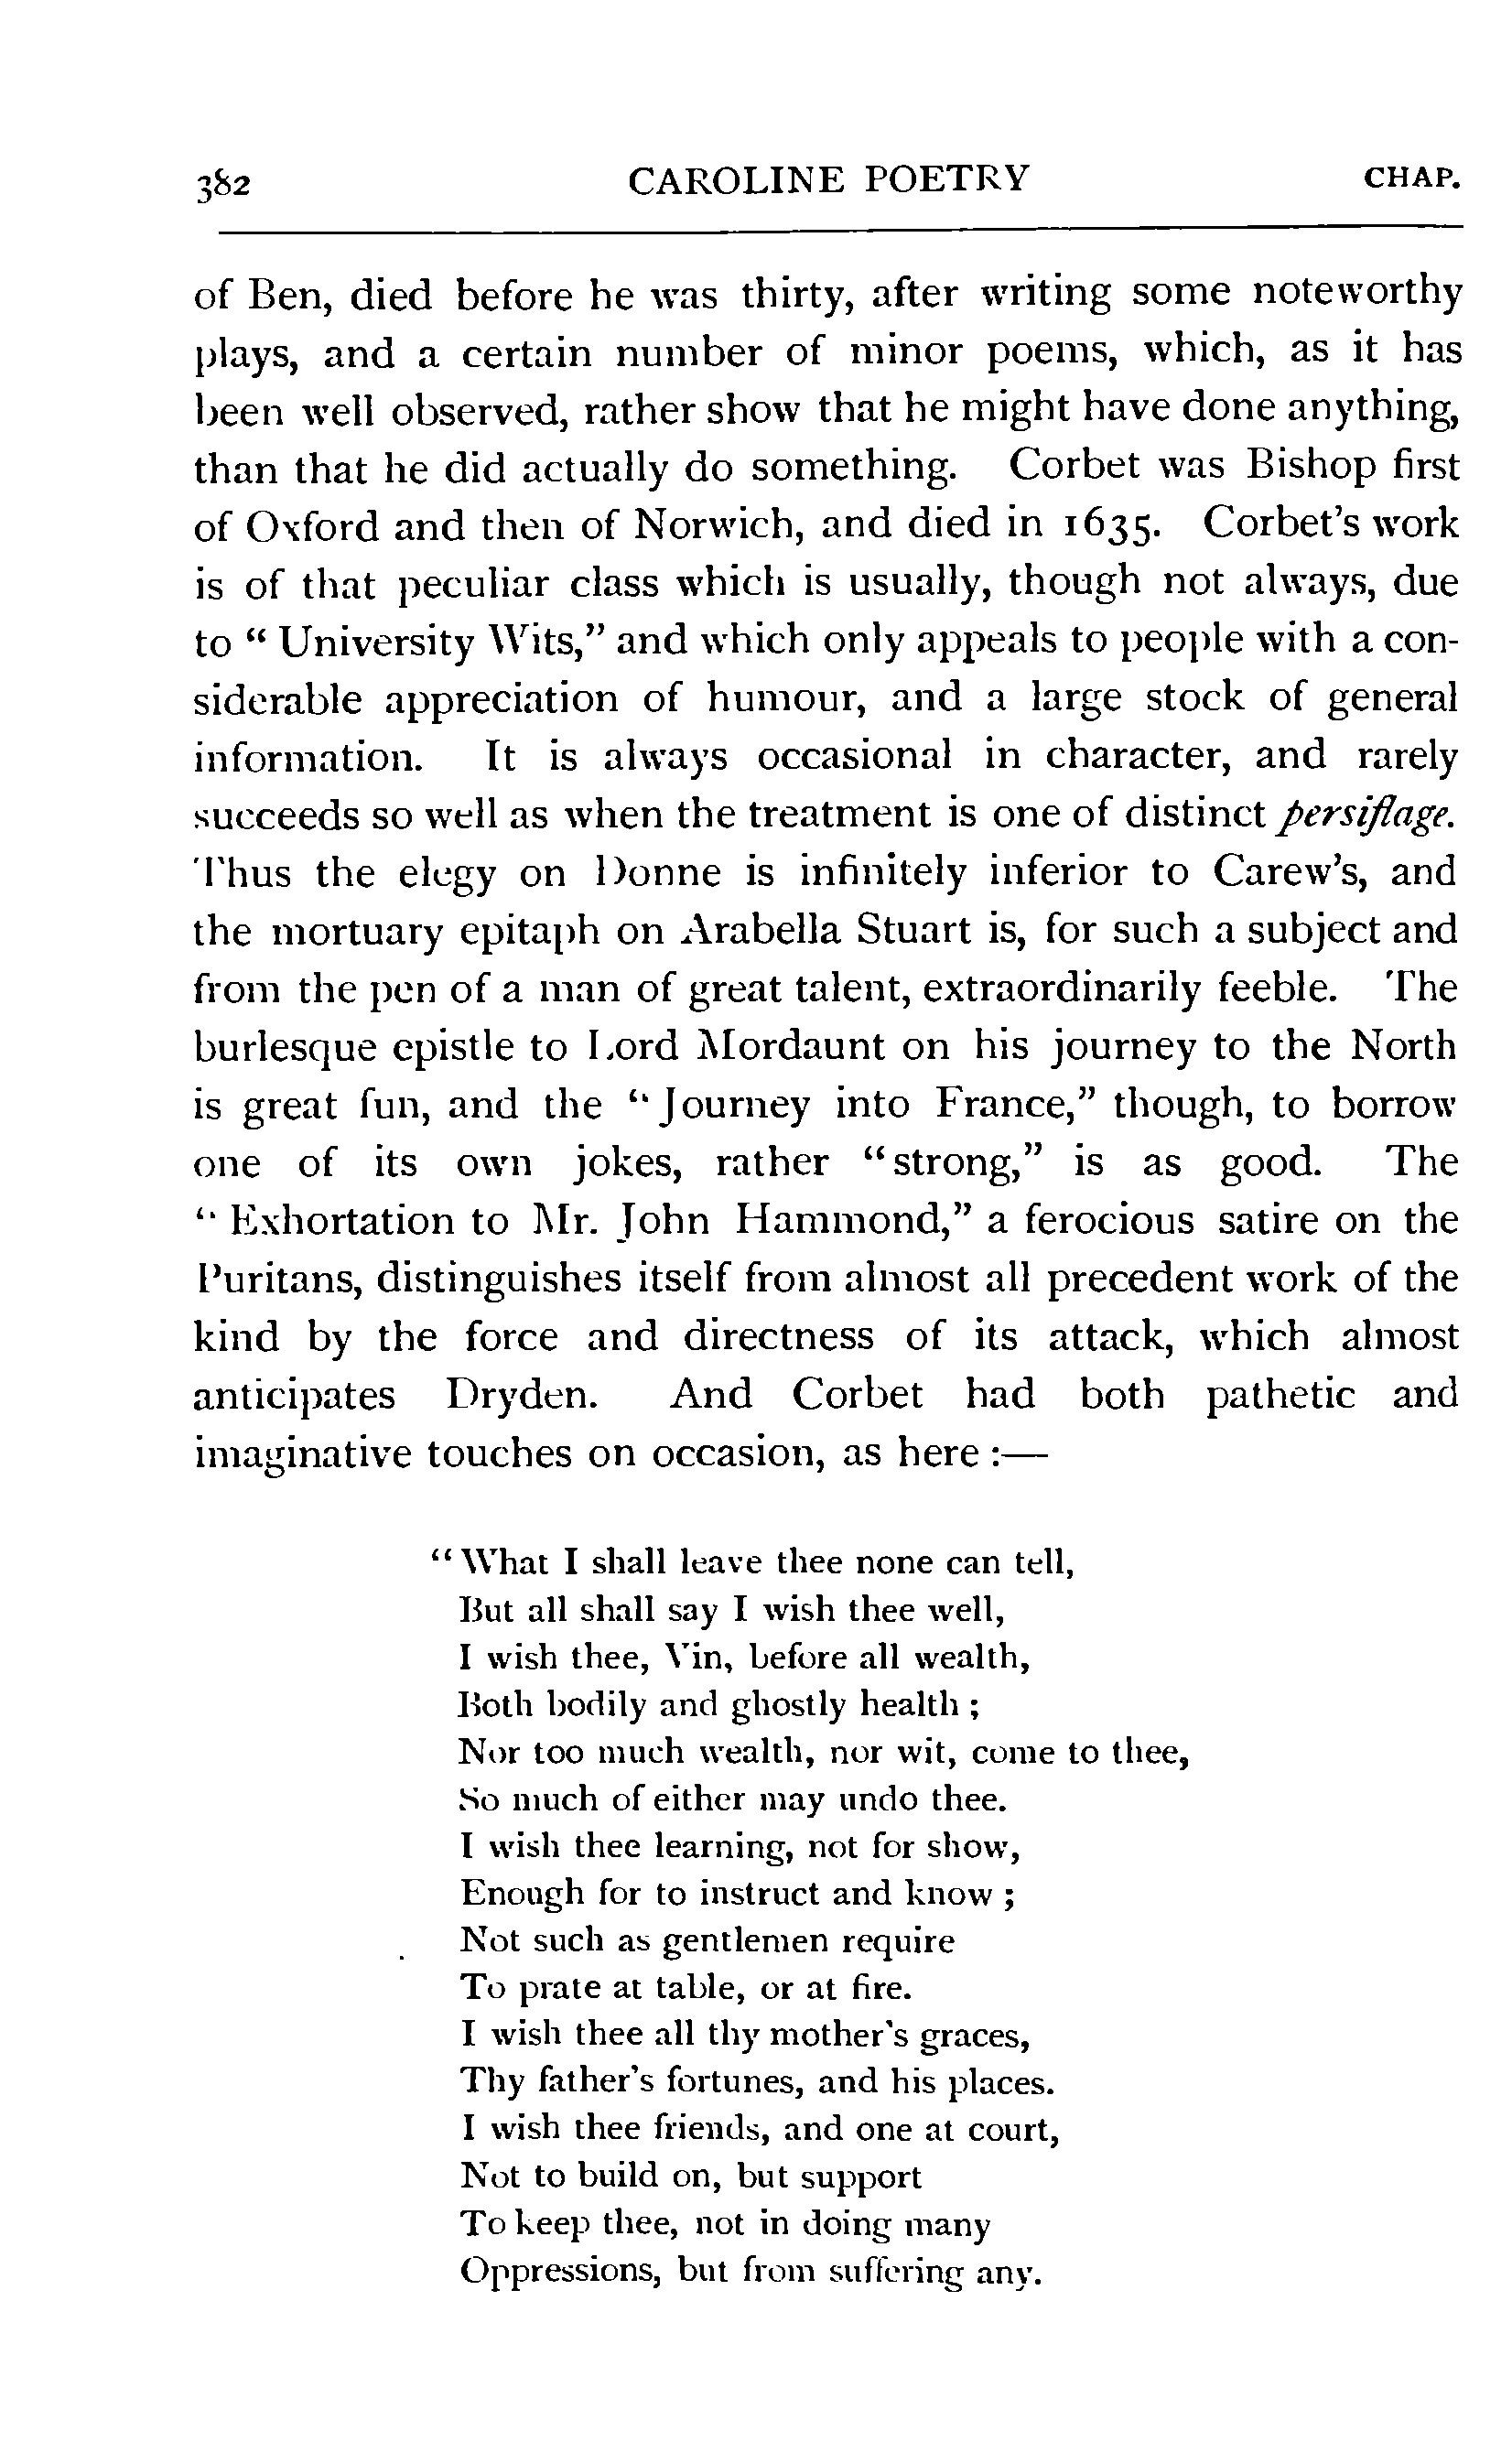 382 CAROLINE POETRY CHAP.
of Ben, died before he was thirty, after writing some noteworthy
plays, and a certain number of minor poems, which, as it has
been well observed, rather show that he might have done anything,
than that he did actually do something. Corbet was Bishop first
of Oxford and then of Norwich, and died in 1635. Corbet's work
is of that peculiar class which is usually, though not always, due
to “ University Wits,” and which only appeals to people with a con-
siderable appreciation of humour, and a large stock of general
information. It is always occasional in character, and rarely
succeeds so well as when the treatment is one of distinct persiflage.
Thus the elegy on Donne is infinitely inferior to Carew's, and
the mortuary epitaph on Arabella Stuart is, for such a subject and
from the pen of a man of great talent, extraordinarily feeble. The
burlesque epistle to Lord Mordaunt on his journey to the North
is great fun, and the “Journey into France,” though, to borrow
one of its own jokes, rather “strong,” is as good. The
“ Exhortation to Mr. John Hammond,” a ferocious satire on the
Puritans, distinguishes itself from almost all precedent work of the
kind by the force and directness of its attack, which almost
anticipates Dryden. And Corbet had both pathetic and
imaginative touches on occasion, as here :—
“What I shall leave thee none can tell,
But all shall say I wish thee well,
I wish thee, Vin, before all wealth,
Both bodily and ghostly health ;
Nor too much wealth, nor wit, come to thee,
So much of either may undo thee.
I wish thee learning, not for show,
Enough for to instruct and know ;
Not such as gentlemen require
To prate at table, or at fire.
I wish thee all thy mother's graces,
Thy father's fortunes, and his places.
I wish thee friends, and one at court,
Not to build on, but support
To keep thee, not in doing many
Oppressions, but from suffering any.